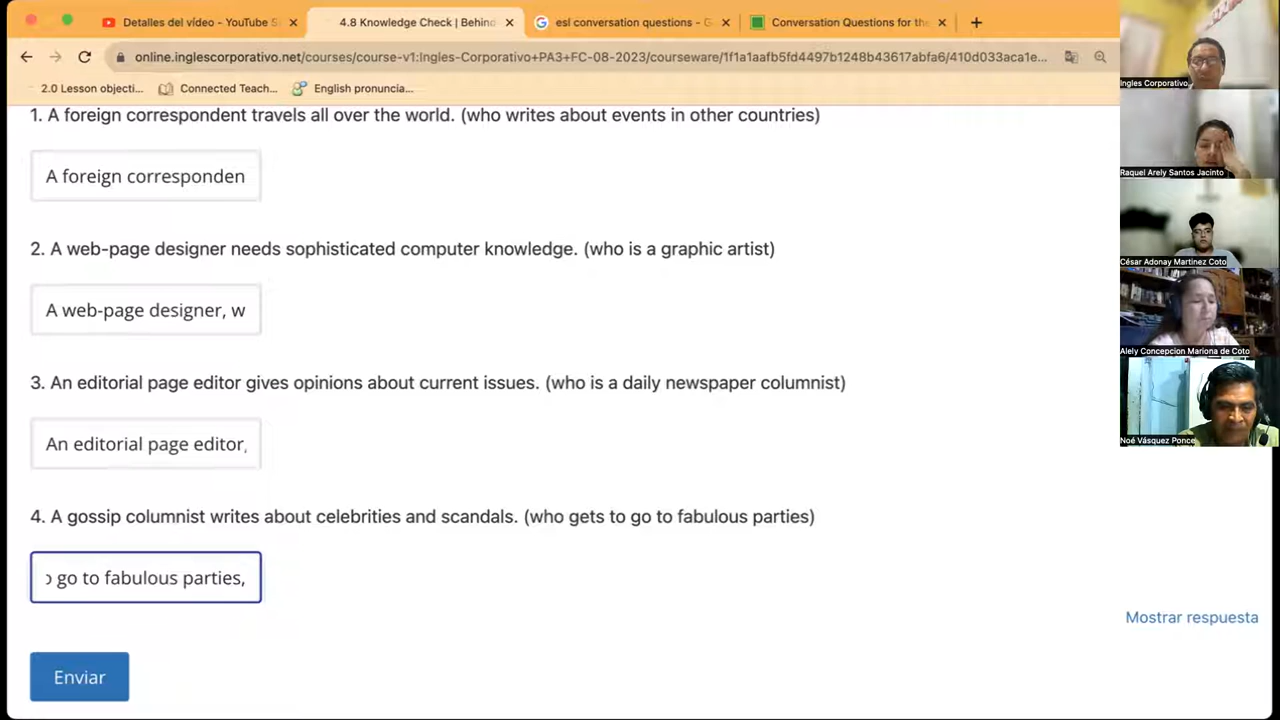 Detalles del vídeo - YouTube S
4.8 Knowledge Check | Behin
esl conversation questions - G
Conversation Questions for the
online.inglescorporativo.net/courses/course-v1:Ingles-Corporativo+PA3+FC-08-2023/courseware/1f1a1aafb5fd4497b1248b43617abfa6/410d033aca1e...
2.0 Lesson objecti...
Connected Teach...
English pronuncia...
1. A foreign correspondent travels all over the world. (who writes about events in other countries)
A foreign corresponden
2. A web-page designer needs sophisticated computer knowledge. (who is a graphic artist)
A web-page designer, w
3. An editorial page editor gives opinions about current issues. (who is a daily newspaper columnist)
An editorial page editor,
4. A gossip columnist writes about celebrities and scandals. (who gets to go to fabulous parties)
go to fabulous parties,
Mostrar respuesta
Enviar
Ingles Corporativo
Raquel Arely Santos Jacinto
César Adonay Martinez Coto
Alely Concepcion Mariona de Coto
Noé Vásquez Ponce